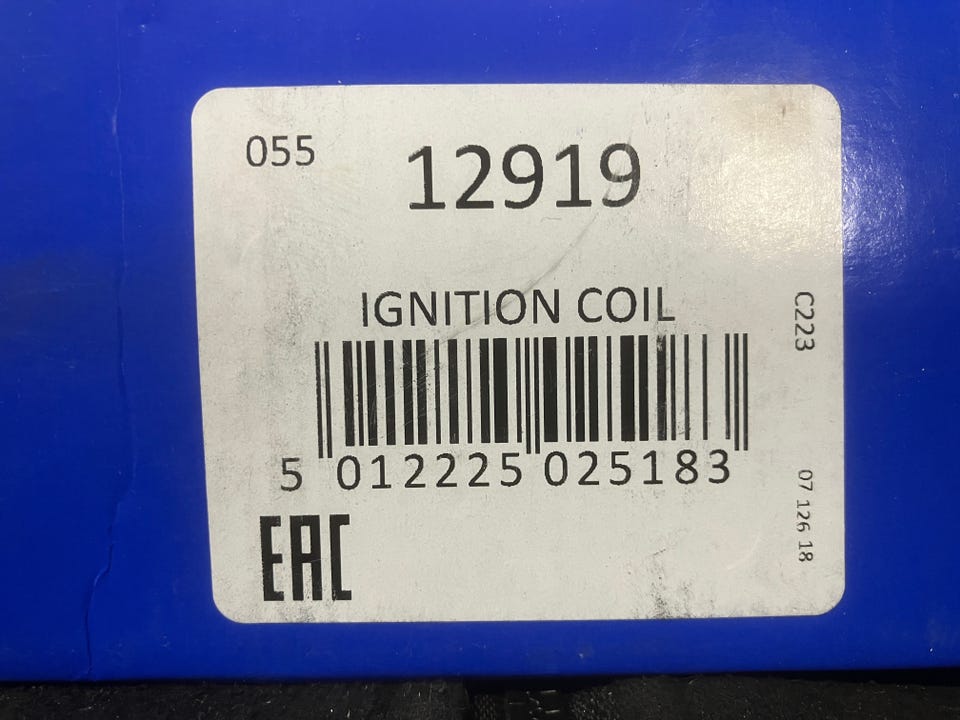 055
12919
IGNITION COIL
C223
5 012225 025183
07 126 18
EAC